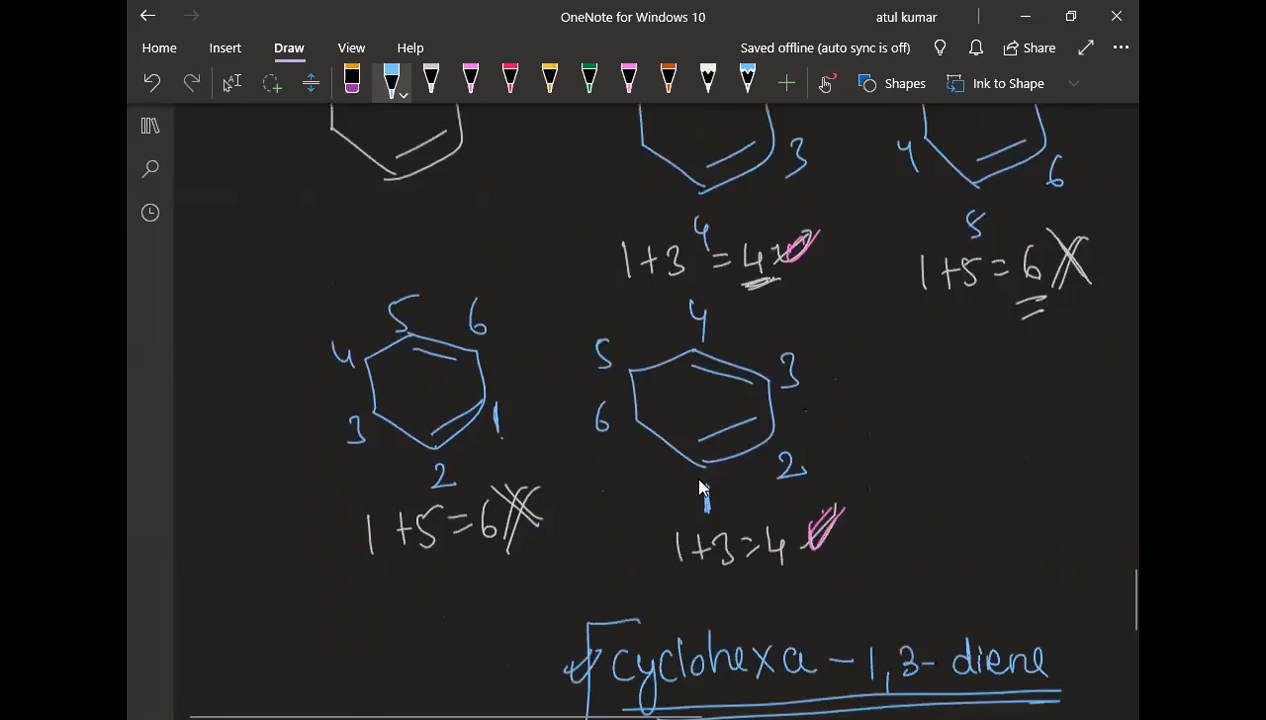 OneNote for Windows 10
atul kumar
Home Insert Draw View Help
Saved offline (auto sync is off)
Share
Shapes
Ink to Shape
3
4
4
6
5
1+3 = 4
1+5 = 6
5 6
4
3
1
2
1+5=6
4
5
3
6
2
1
1+3=4
cyclohexa - 1,3- diene